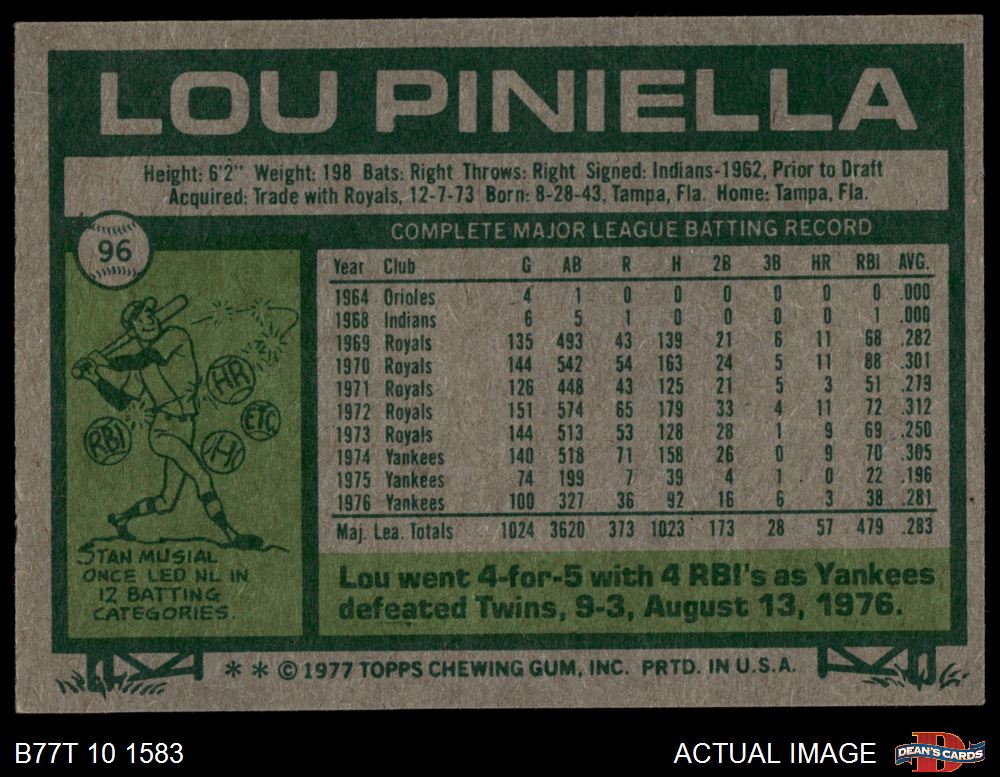 LOU PINIELLA
Height: 6'2" Weight: 198 Bats: Right Throws: Right Signed: Indians-1962, Prior to Draft
Acquired: Trade with Royals, 12-7-73 Born: 8-28-43, Tampa, Fla. Home: Tampa, Fla.
96
COMPLETE MAJOR LEAGUE BATTING RECORD
Year Club G AB R H 2B 3B HR RBI AVG.
1964 Orioles 4 1 0 0 0 0 0 0 .000
1968 Indians 6 5 1 0 0 0 0 1 .000
1969 Royals 135 493 43 139 21 6 11 68 .282
1970 Royals 144 542 54 163 24 5 11 88 .301
1971 Royals 126 448 43 125 21 5 3 51 .279
1972 Royals 151 574 65 179 33 4 11 72 .312
1973 Royals 144 513 53 128 28 1 9 69 .250
1974 Yankees 140 518 71 158 26 0 9 70 .305
1975 Yankees 74 199 7 39 4 1 0 22 .196
1976 Yankees 100 327 36 92 16 6 3 38 .281
Maj. Lea. Totals 1024 3620 373 1023 173 28 57 479 .283
HR
ETC
RBI
H
STAN MUSIAL
ONCE LED NL IN
12 BATTING
CATEGORIES.
Lou went 4-for-5 with 4 RBI's as Yankees
defeated Twins, 9-3, August 13, 1976.
* * © 1977 TOPPS CHEWING GUM, INC. PRTD. IN U.S.A.
B77T 10 1583
ACTUAL IMAGE
D
DEAN'S CARDS